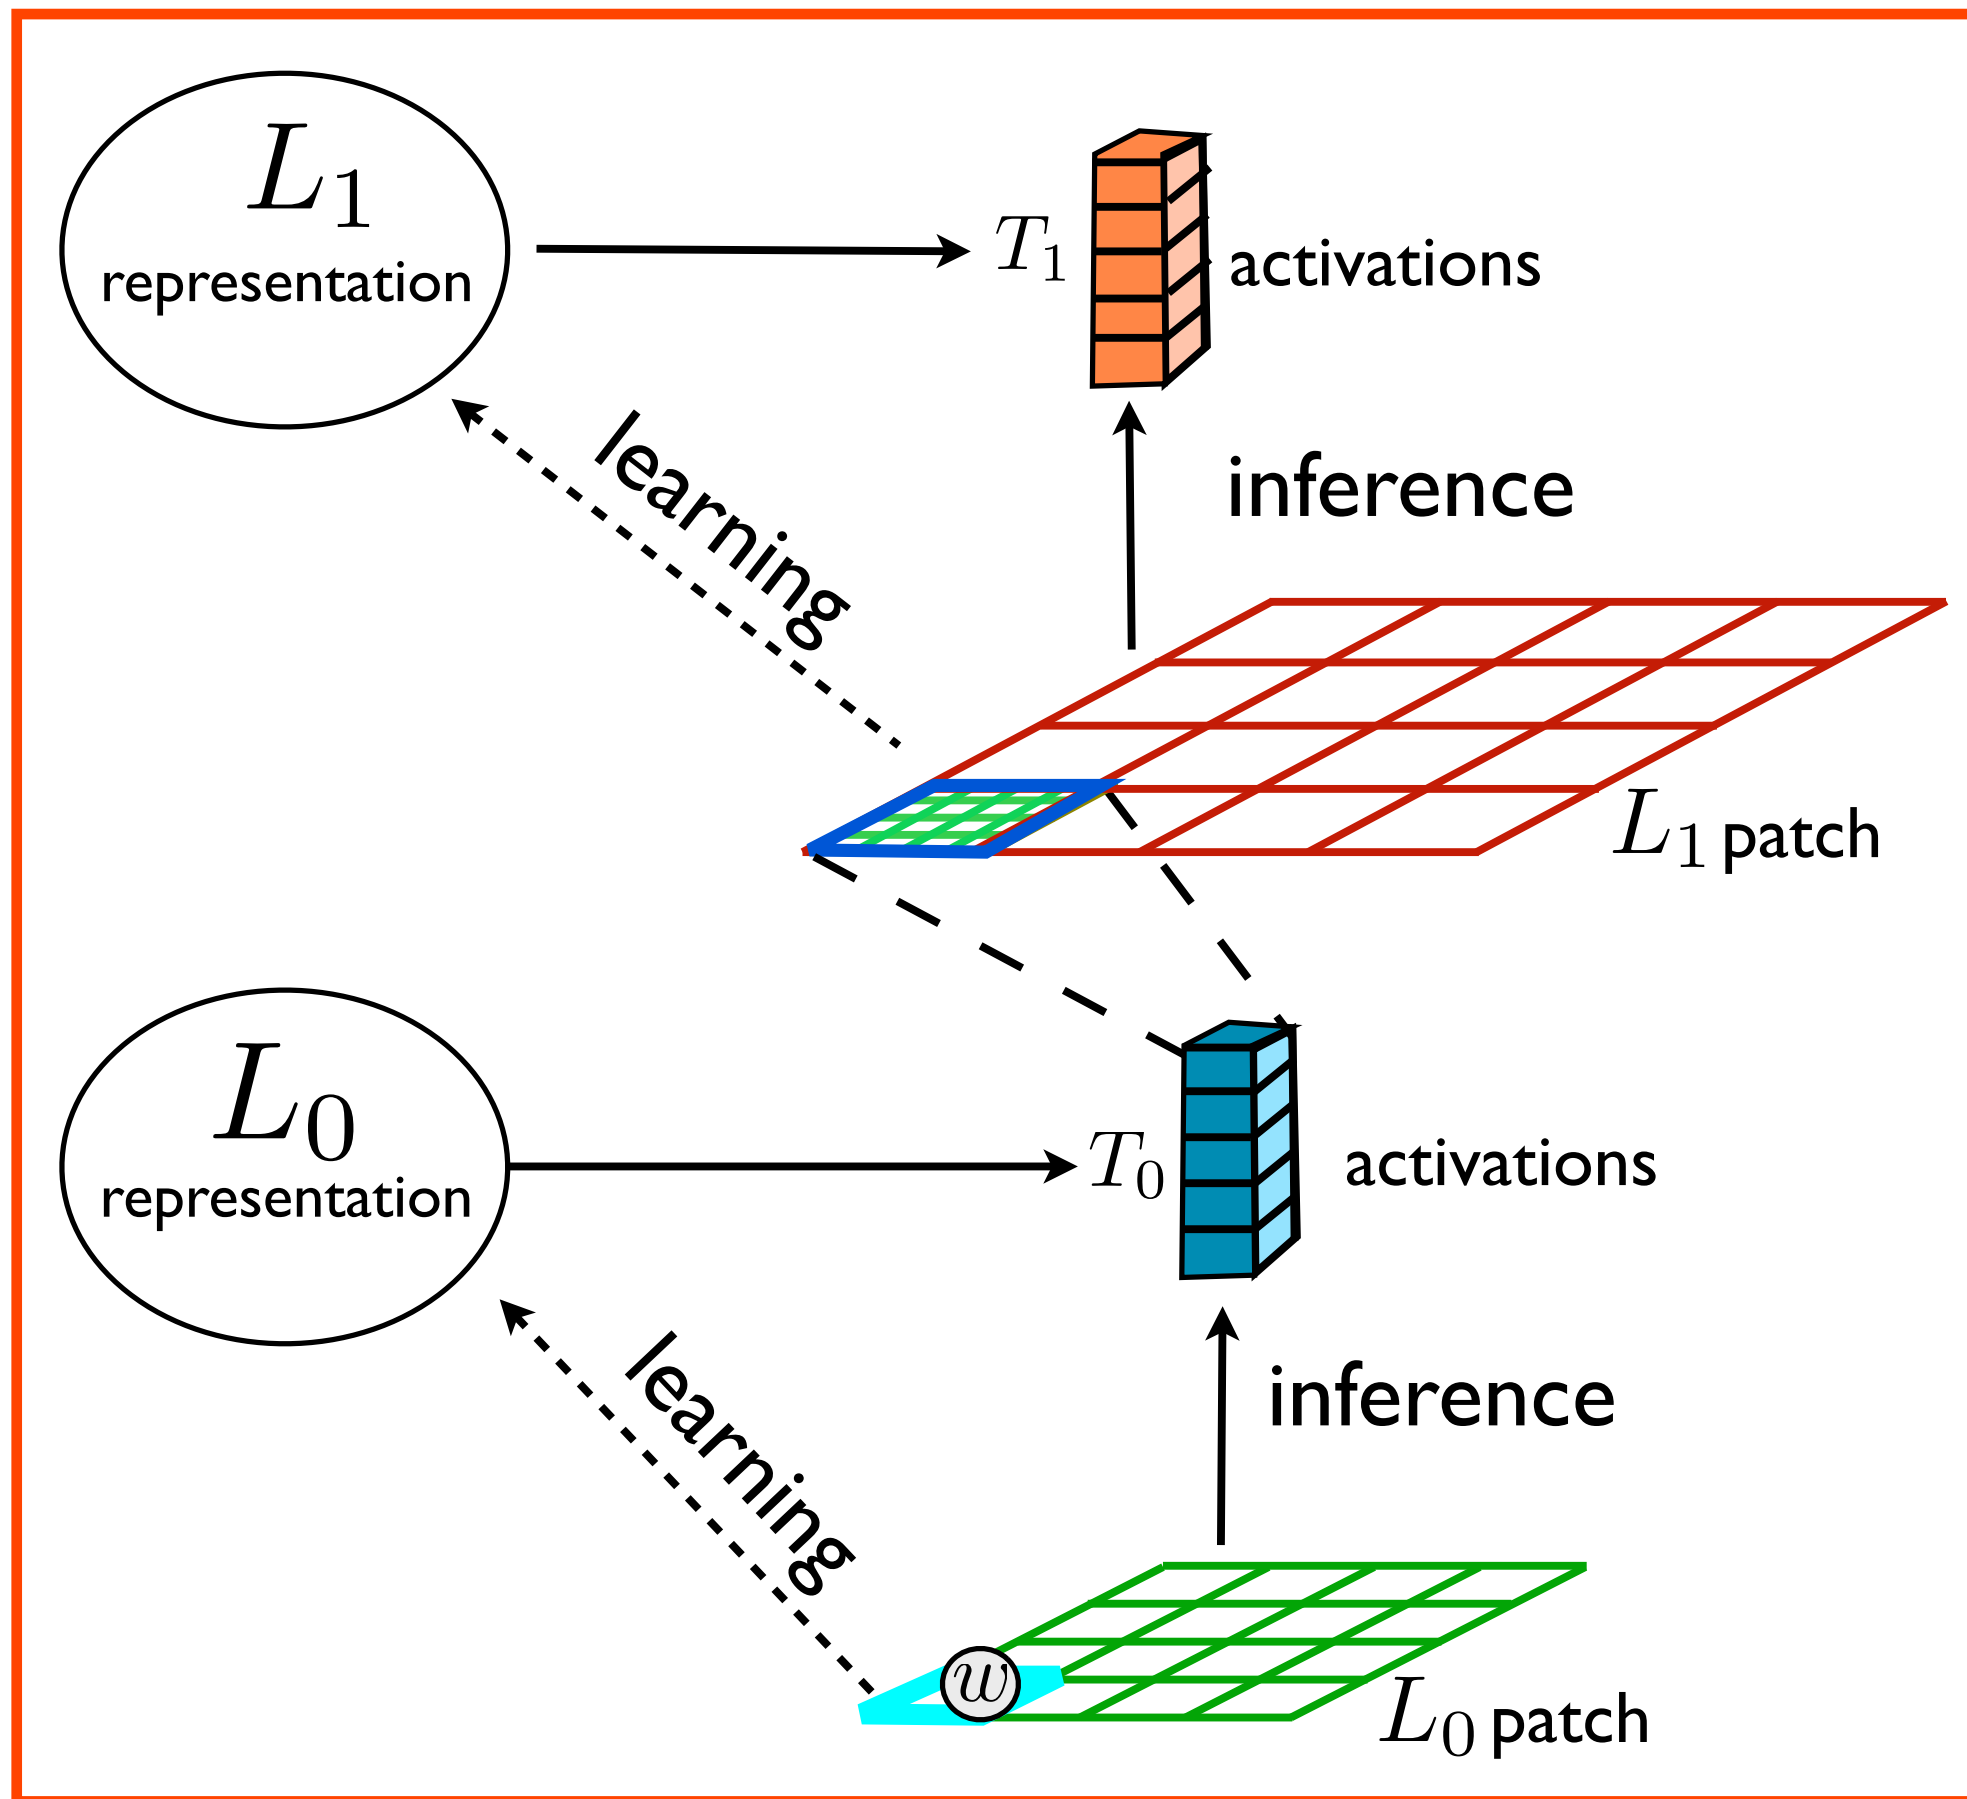 L₁
representation
T₁
activations
learning
inference
L₁ patch
L₀
representation
T₀
activations
learning
inference
w
L₀ patch